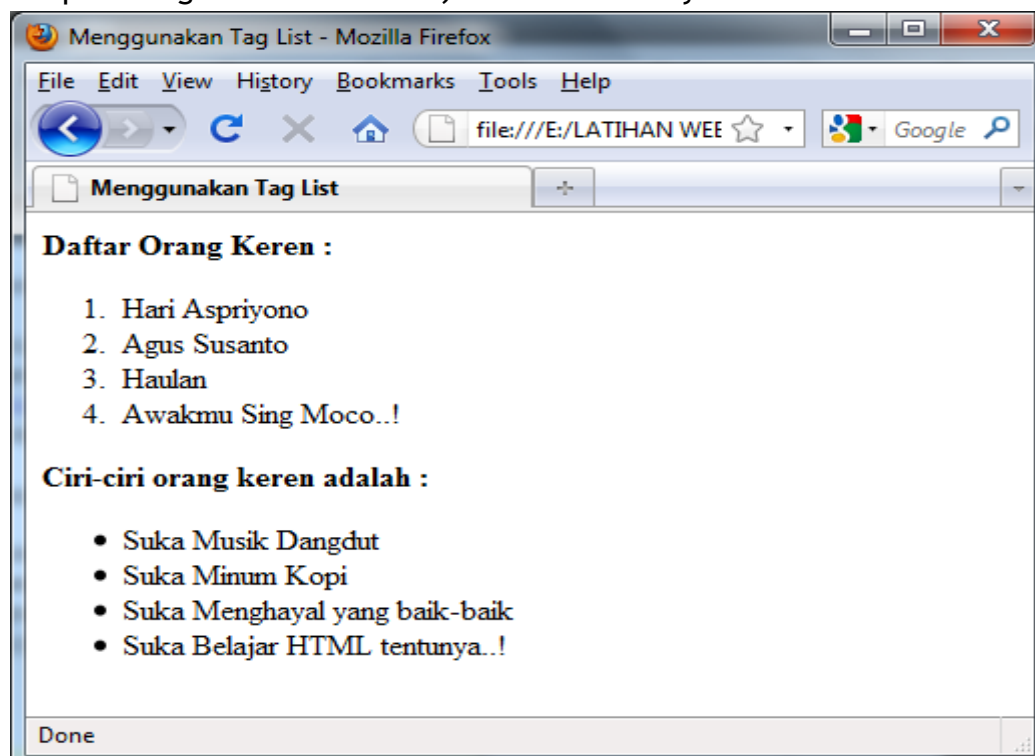 Menggunakan Tag List - Mozilla Firefox
File Edit View History Bookmarks Tools Help
file:///E:/LATIHAN WEE Google
Menggunakan Tag List
Daftar Orang Keren :
1. Hari Aspriyono
2. Agus Susanto
3. Haulan
4. Awakmu Sing Moco..!
Ciri-ciri orang keren adalah :
• Suka Musik Dangdut
• Suka Minum Kopi
• Suka Menghayal yang baik-baik
• Suka Belajar HTML tentunya..!
Done